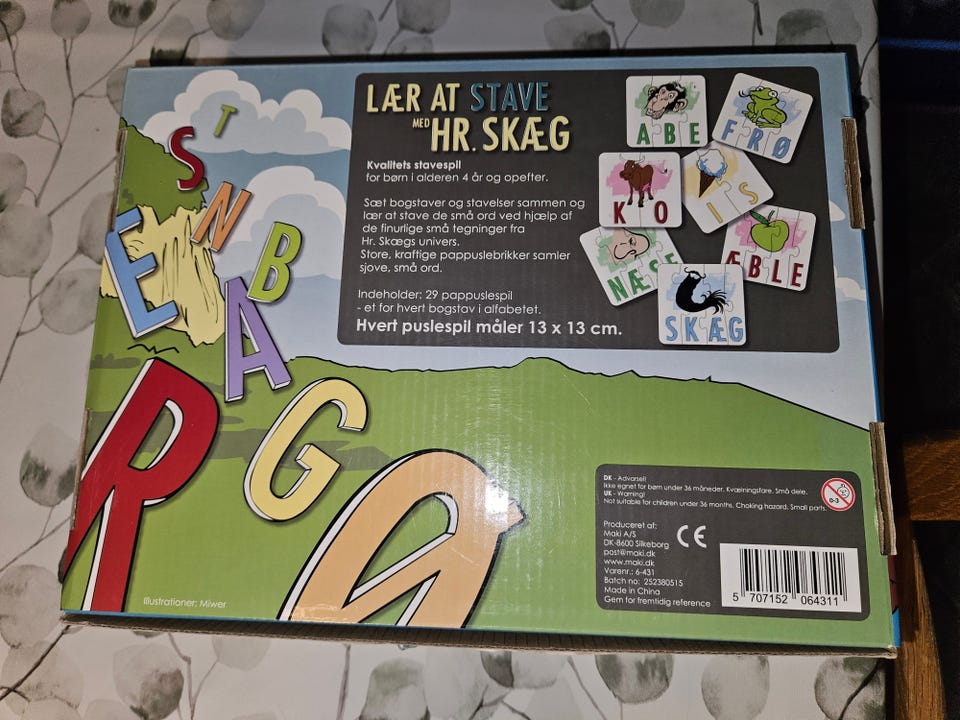 T
S
N
E
B
A
R
G
Ø
LÆR AT STAVE
MED HR. SKÆG
Kvalitets stavespil
for børn i alderen 4 år og opefter.
Sæt bogstaver og stavelser sammen og
lær at stave de små ord ved hjælp af
de finurlige små tegninger fra
Hr. Skægs univers.
Store, kraftige pappuslebrikker samler
sjove, små ord.
Indeholder: 29 pappuslespil
- et for hvert bogstav i alfabetet.
Hvert puslespil måler 13 x 13 cm.
ABE
FRØ
KO
IS
NÆSE
ÆBLE
SKÆG
DK - Advarsel!
Ikke egnet for børn under 36 måneder. Kvælningsfare. Små dele.
UK - Warning!
Not suitable for children under 36 months. Choking hazard. Small parts.
0-3
Produceret af:
Maki A/S
DK-8600 Silkeborg
post@maki.dk
www.maki.dk
Varenr.: 6-431
Batch no: 252380515
Made in China
Gem for fremtidig reference
CE
5 707152 064311
Illustrationer: Miwer